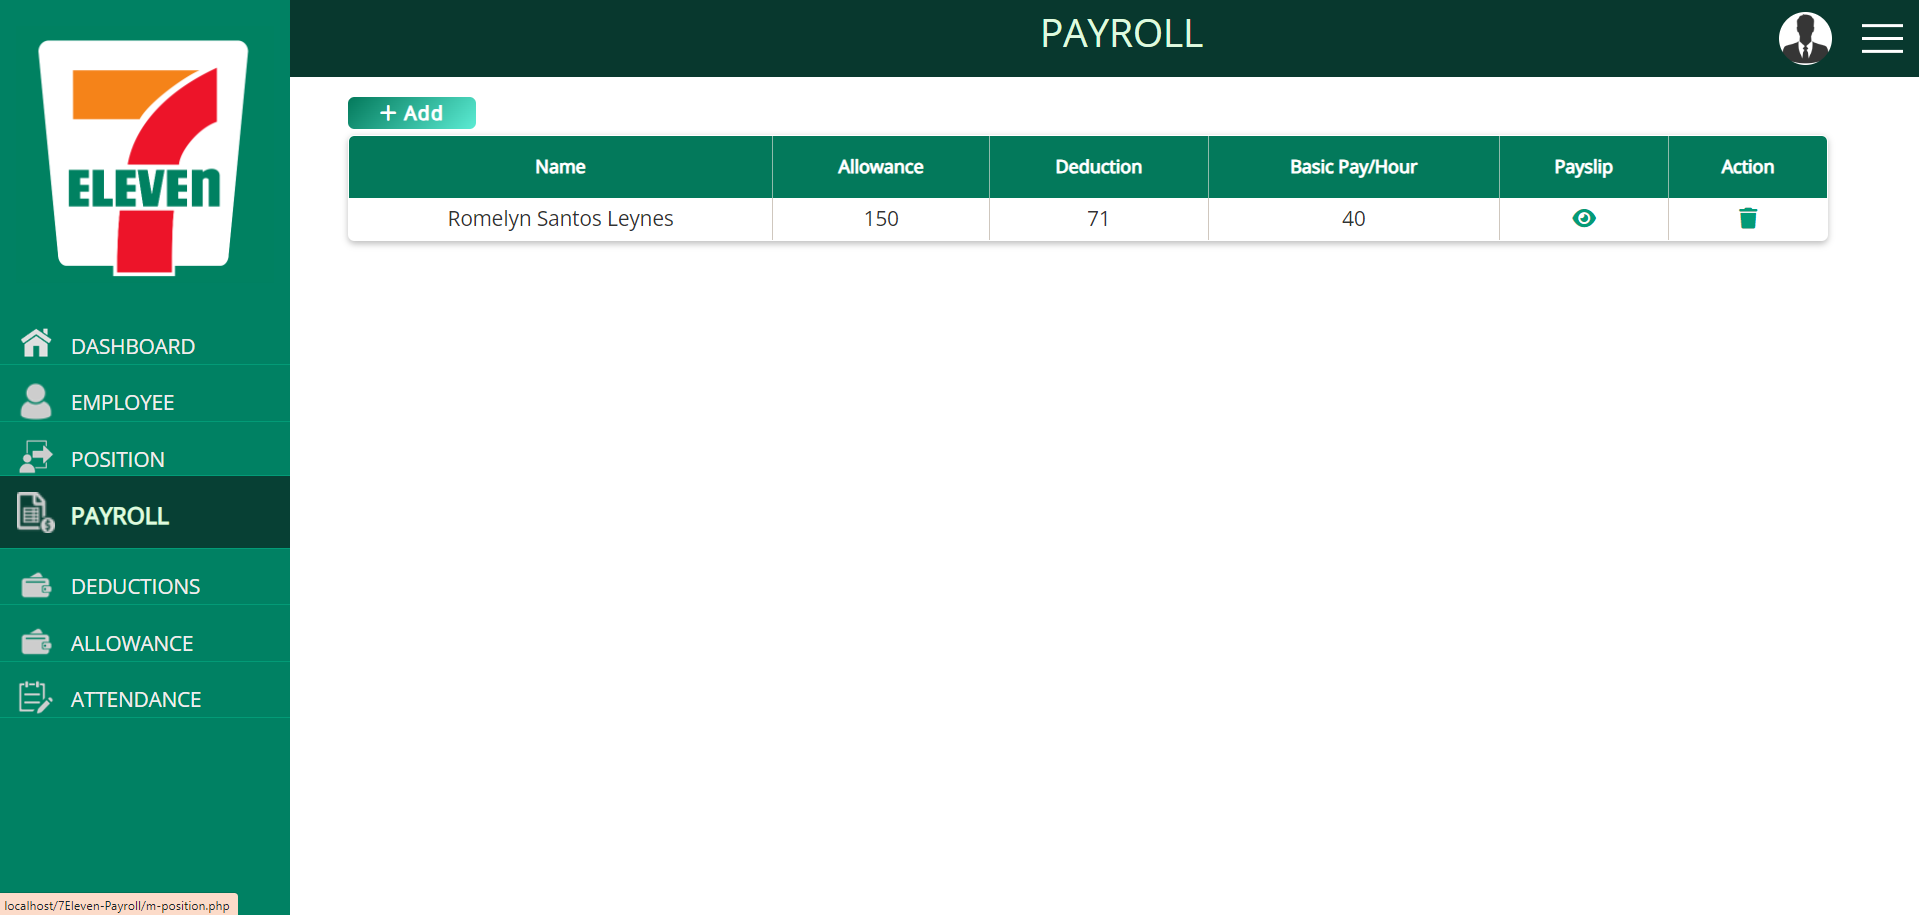 PAYROLL
ELEVEn
+ Add
Name Allowance Deduction Basic Pay/Hour Payslip Action
Romelyn Santos Leynes 150 71 40
DASHBOARD
EMPLOYEE
POSITION
PAYROLL
DEDUCTIONS
ALLOWANCE
ATTENDANCE
localhost/7Eleven-Payroll/m-position.php